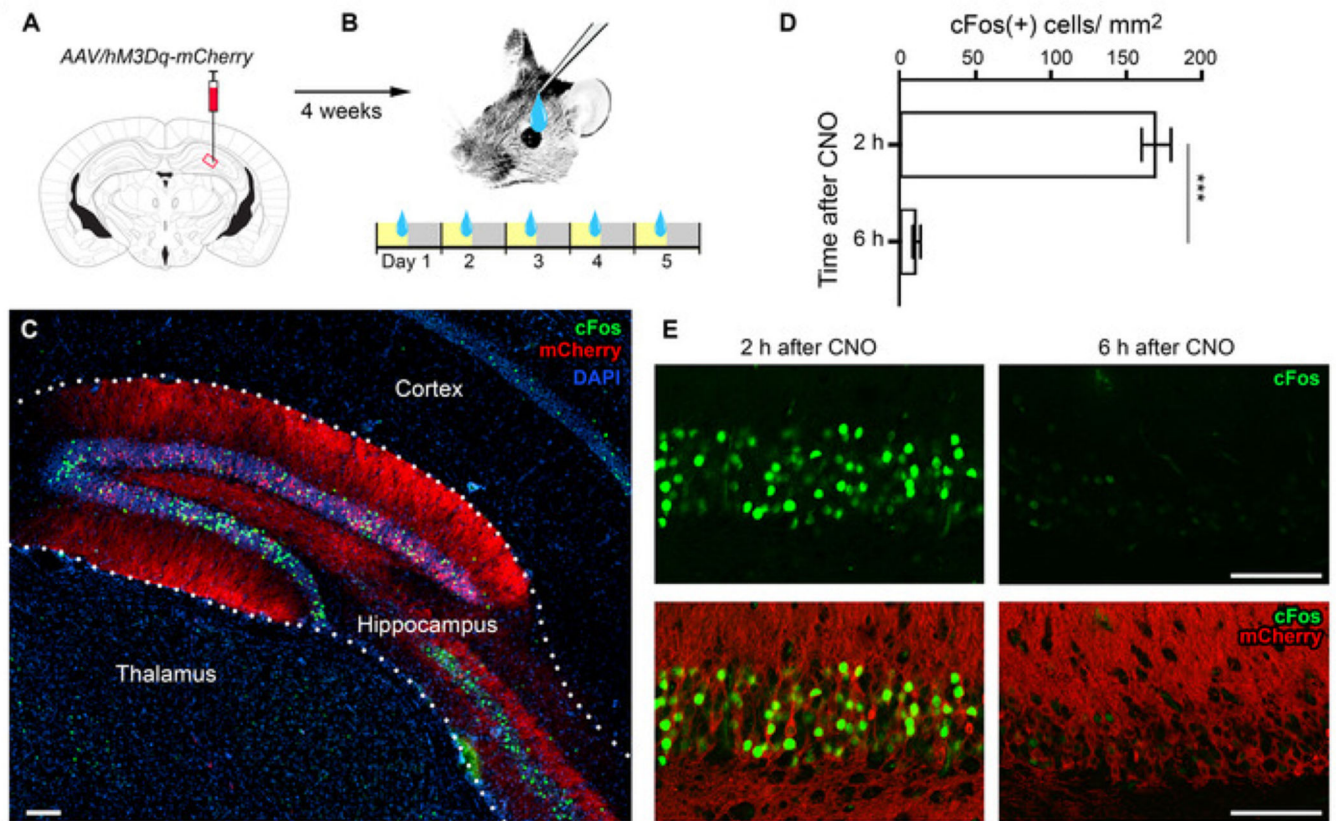 A
AAV/hM3Dq-mCherry
B
4 weeks
Day 1
2
3
4
5
D
cFos(+) cells/ mm²
0
50
100
150
200
Time after CNO
2 h
6 h
***
C
cFos
mCherry
DAPI
Cortex
Hippocampus
Thalamus
E
2 h after CNO
6 h after CNO
cFos
cFos
mCherry